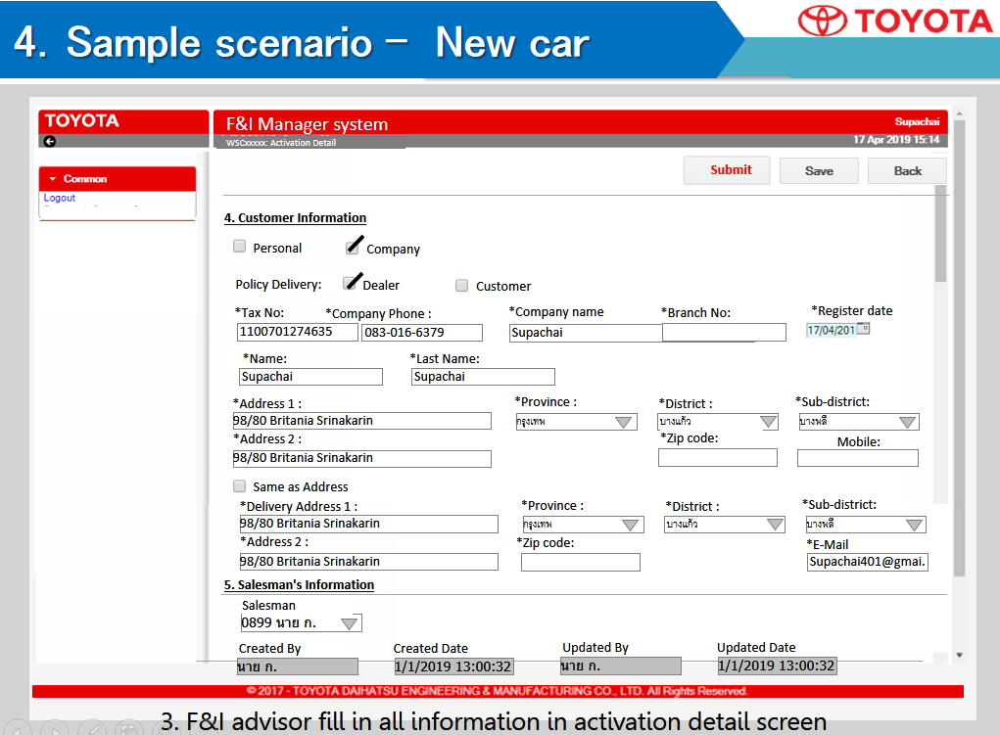 4. Sample scenario – New car
TOYOTA
TOYOTA
F&I Manager system
Supachai
WSCxxxxx: Activation Detail
17 Apr 2019 15:14
Common
Logout
Submit
Save
Back
4. Customer Information
Personal
Company
Policy Delivery:
Dealer
Customer
*Tax No:
*Company Phone :
*Company name
*Branch No:
*Register date
1100701274635
083-016-6379
Supachai
17/04/201
*Name:
*Last Name:
Supachai
Supachai
*Address 1 :
*Province :
*District :
*Sub-district:
98/80 Britania Srinakarin
กรุงเทพ
บางแก้ว
บางพลี
*Address 2 :
*Zip code:
Mobile:
98/80 Britania Srinakarin
Same as Address
*Delivery Address 1 :
*Province :
*District :
*Sub-district:
98/80 Britania Srinakarin
กรุงเทพ
บางแก้ว
บางพลี
*Address 2 :
*Zip code:
*E-Mail
98/80 Britania Srinakarin
Supachai401@gmai.
5. Salesman's Information
Salesman
0899 นาย ก.
Created By
Created Date
Updated By
Updated Date
นาย ก.
1/1/2019 13:00:32
นาย ก.
1/1/2019 13:00:32
© 2017 - TOYOTA DAIHATSU ENGINEERING & MANUFACTURING CO., LTD. All Rights Reserved.
3. F&I advisor fill in all information in activation detail screen